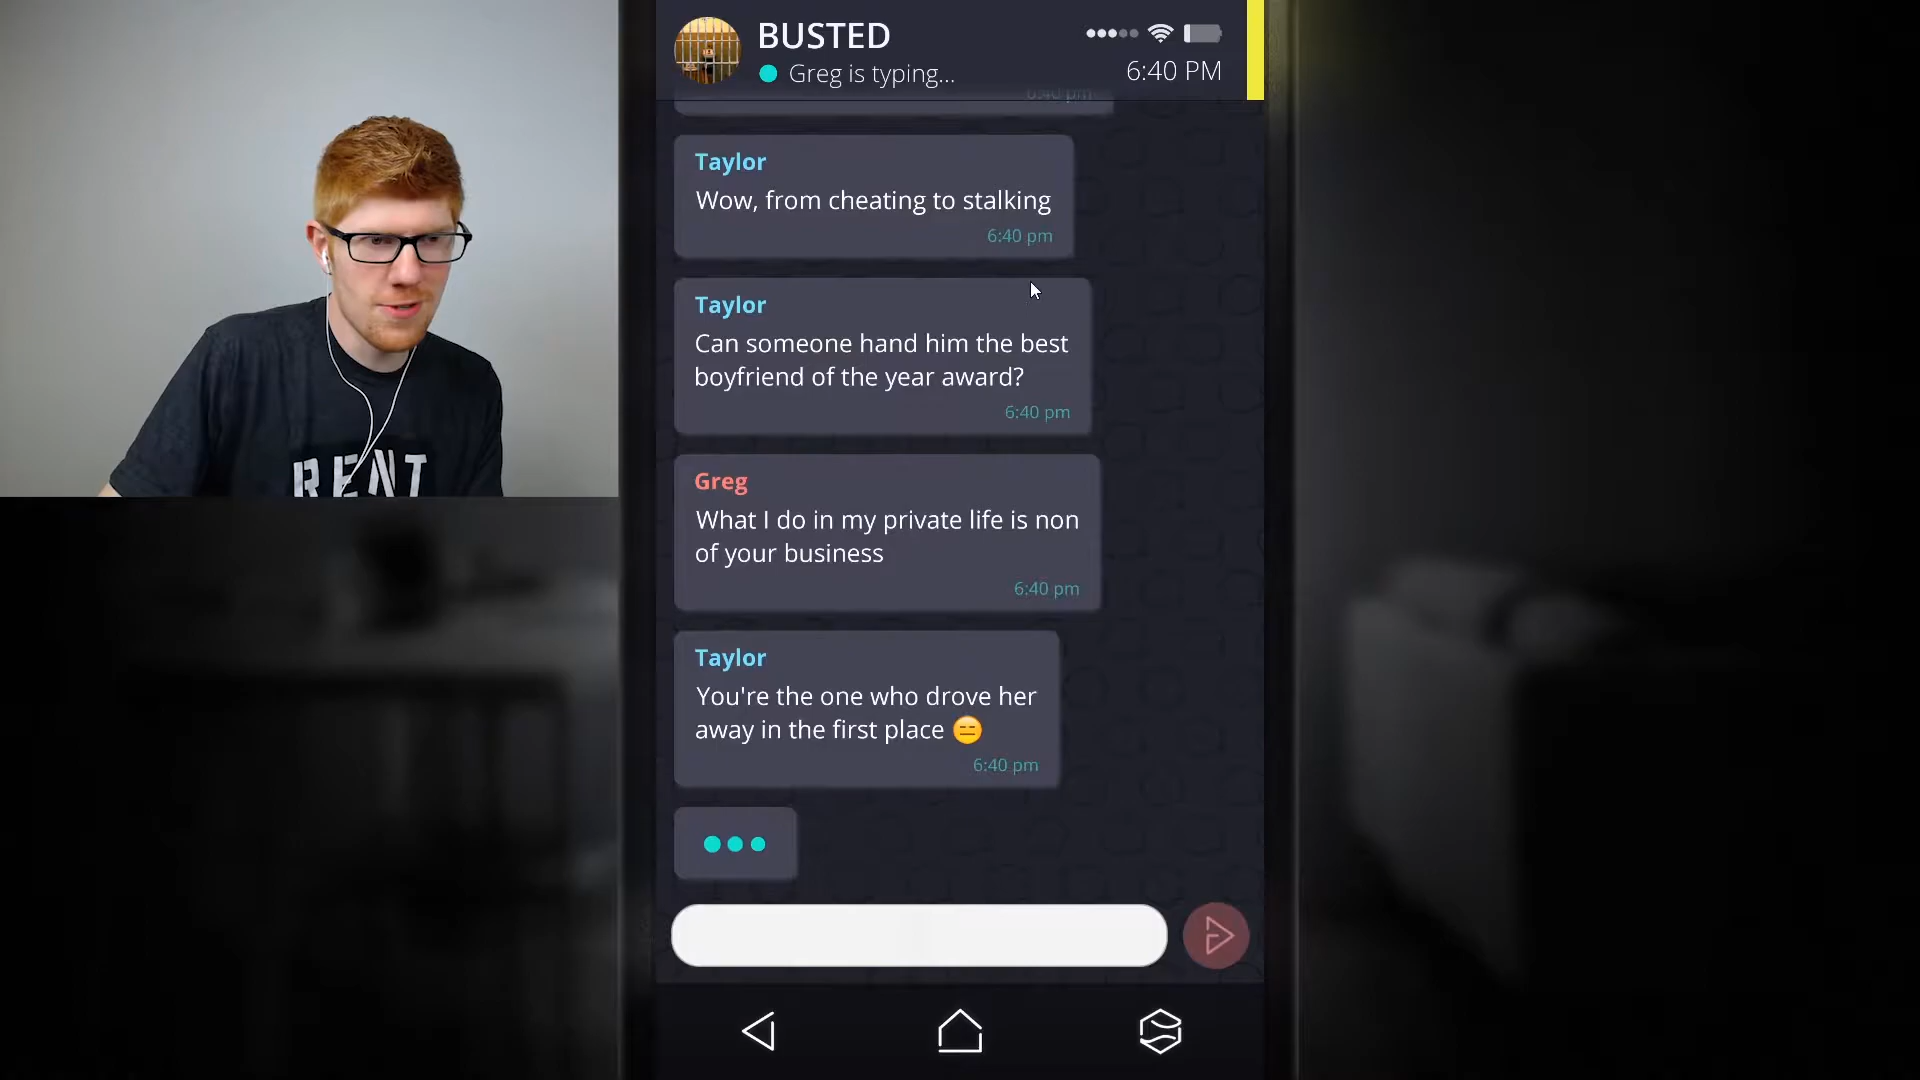 BUSTED
Greg is typing...
6:40 PM
6:40 pm
Taylor
Wow, from cheating to stalking
6:40 pm
Taylor
Can someone hand him the best
boyfriend of the year award?
6:40 pm
Greg
What I do in my private life is non
of your business
6:40 pm
Taylor
You're the one who drove her
away in the first place 😑
6:40 pm
RENT